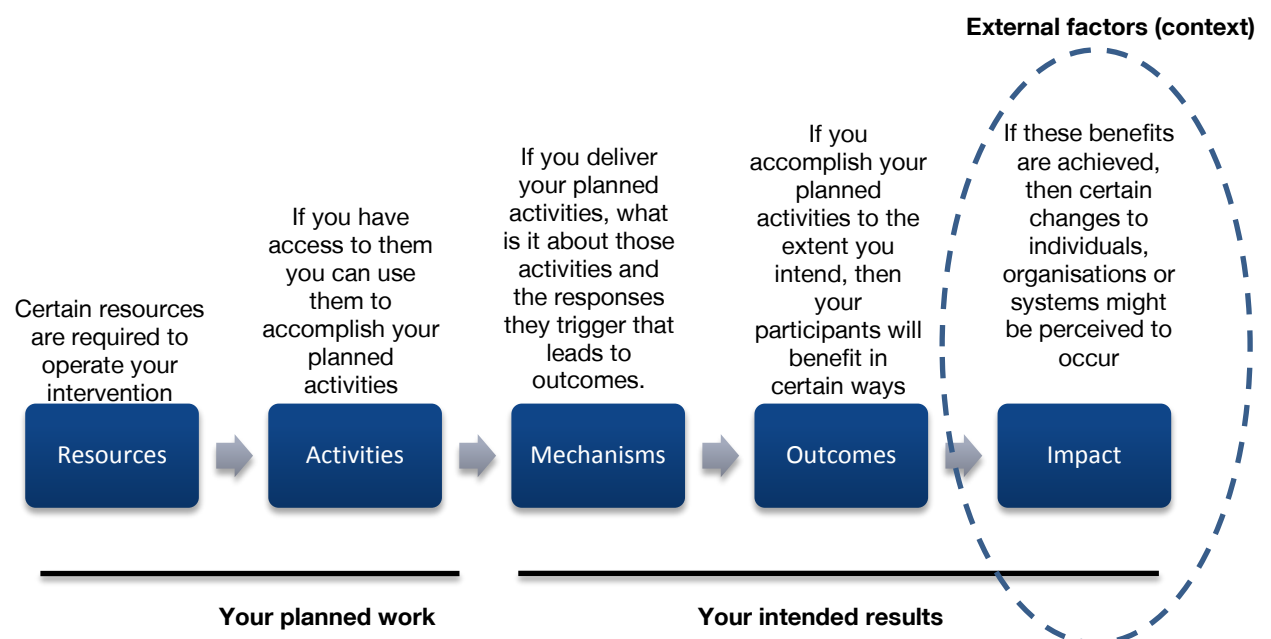 External factors (context)
Certain resources
are required to
operate your
intervention
If you have
access to them
you can use
them to
accomplish your
planned
activities
If you deliver
your planned
activities, what
is it about those
activities and
the responses
they trigger that
leads to
outcomes.
If you
accomplish your
planned
activities to the
extent you
intend, then
your
participants will
benefit in
certain ways
If these benefits
are achieved,
then certain
changes to
individuals,
organisations or
systems might
be perceived to
occur
Resources
Activities
Mechanisms
Outcomes
Impact
Your planned work
Your intended results